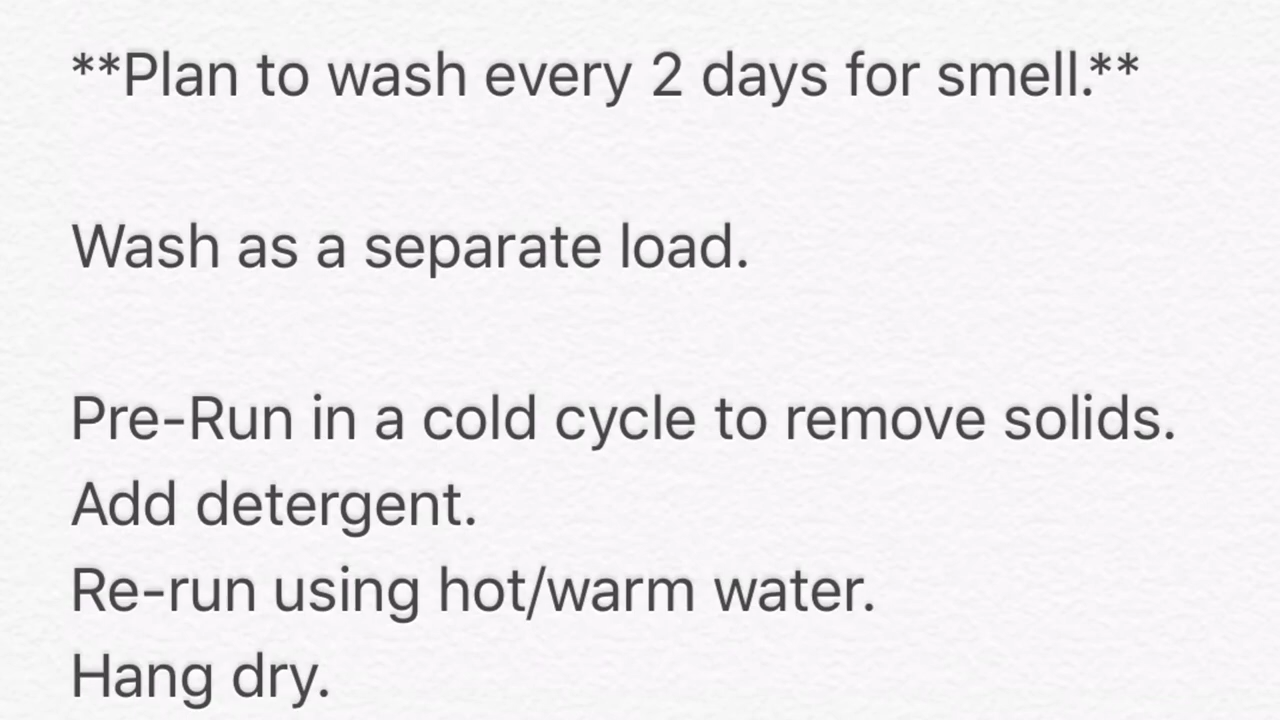 **Plan to wash every 2 days for smell.**
Wash as a separate load.
Pre-Run in a cold cycle to remove solids.
Add detergent.
Re-run using hot/warm water.
Hang dry.